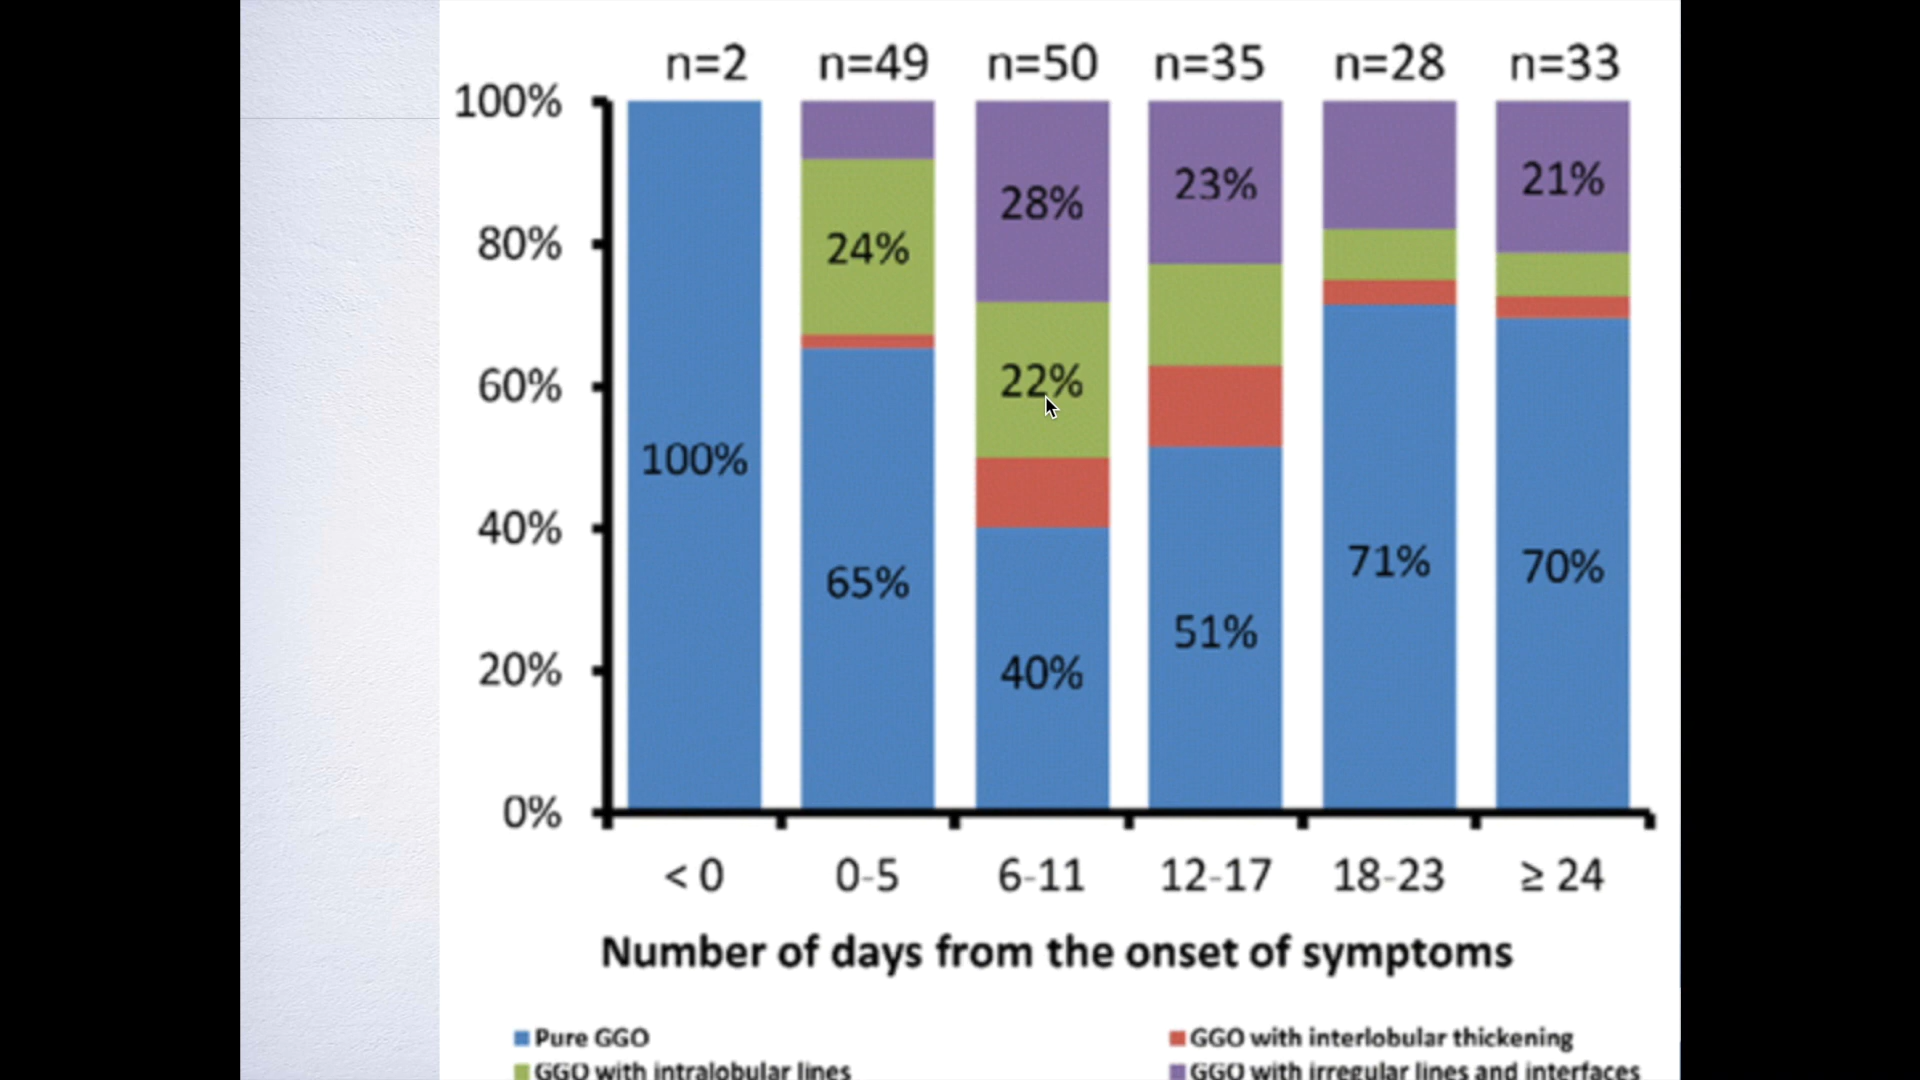 n=2 n=49 n=50 n=35 n=28 n=33
100%
80%
60%
40%
20%
0%
100%
65%
24%
40%
22%
28%
51%
23%
71%
70%
21%
< 0 0-5 6-11 12-17 18-23 ≥ 24
Number of days from the onset of symptoms
Pure GGO
GGO with interlobular thickening
GGO with intralobular lines
GGO with irregular lines and interfaces